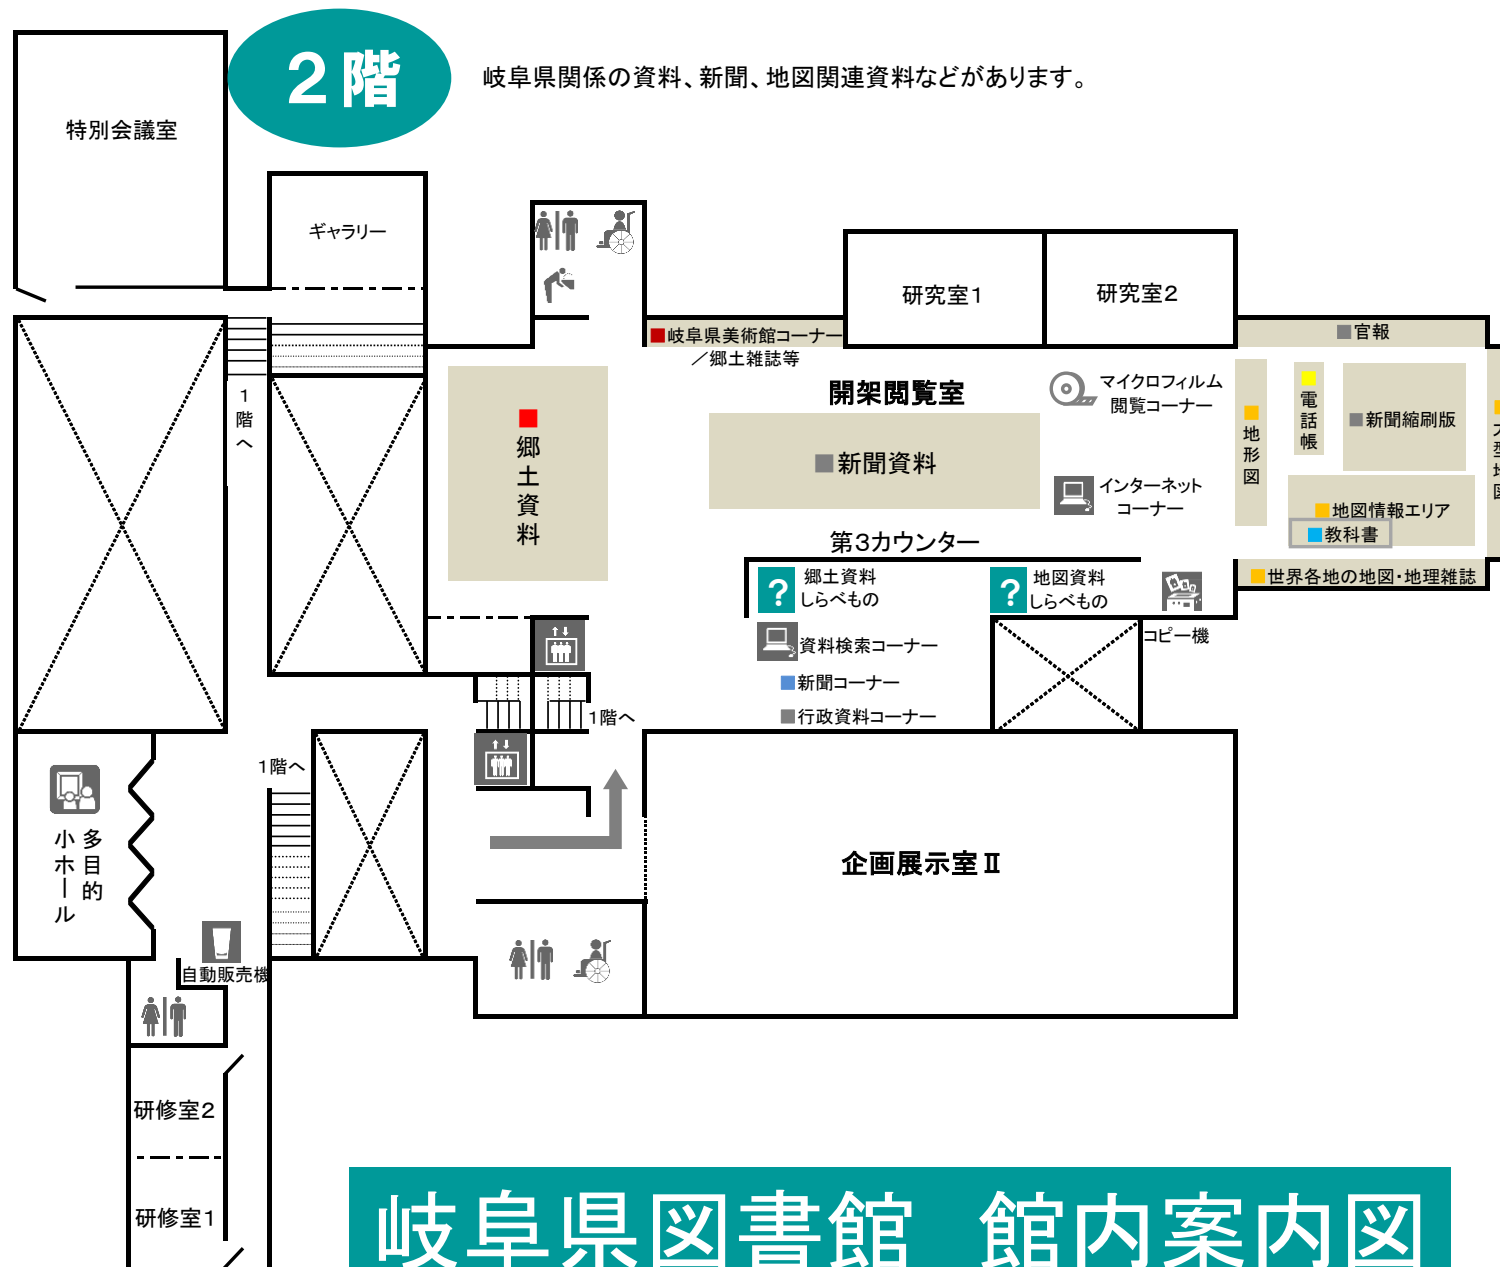 2階
岐阜県関係の資料、新聞、地図関連資料などがあります。
特別会議室
ギャラリー
研究室1
研究室2
岐阜県美術館コーナー
／郷土雑誌等
官報
開架閲覧室
マイクロフィルム
閲覧コーナー
1階へ
郷土資料
新聞資料
地形図
電話帳
新聞縮刷版
大型地図
インターネット
コーナー
地図情報エリア
教科書
第3カウンター
?
郷土資料
しらべもの
?
地図資料
しらべもの
世界各地の地図・地理雑誌
コピー機
資料検索コーナー
新聞コーナー
行政資料コーナー
1階へ
1階へ
多目的
小ホール
企画展示室Ⅱ
自動販売機
研修室2
研修室1
岐阜県図書館　館内案内図